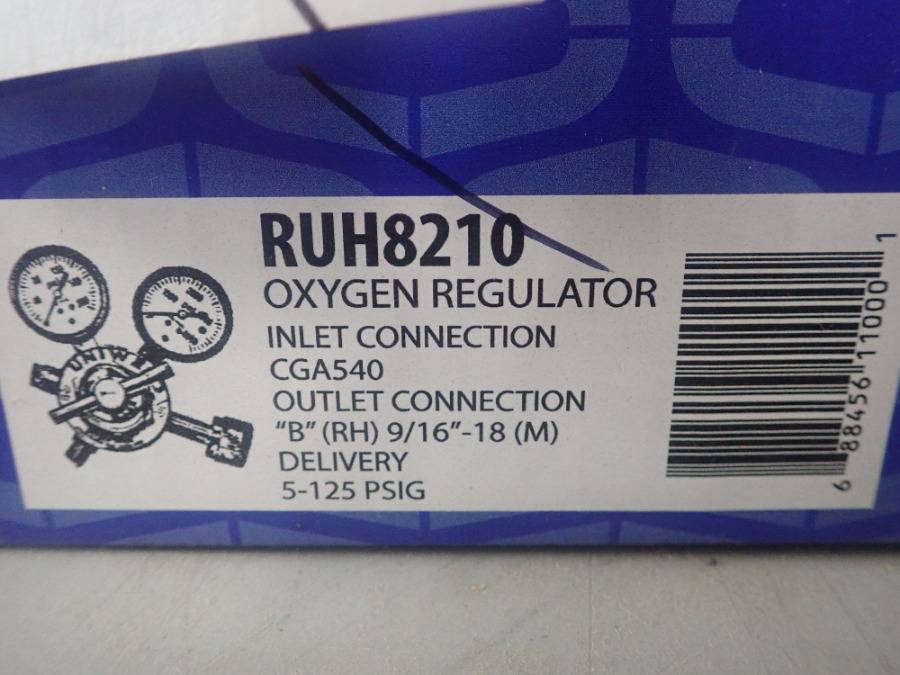 RUH8210
OXYGEN REGULATOR
INLET CONNECTION
CGA540
OUTLET CONNECTION
"B" (RH) 9/16"-18 (M)
DELIVERY
5-125 PSIG
6 88456 11000 1